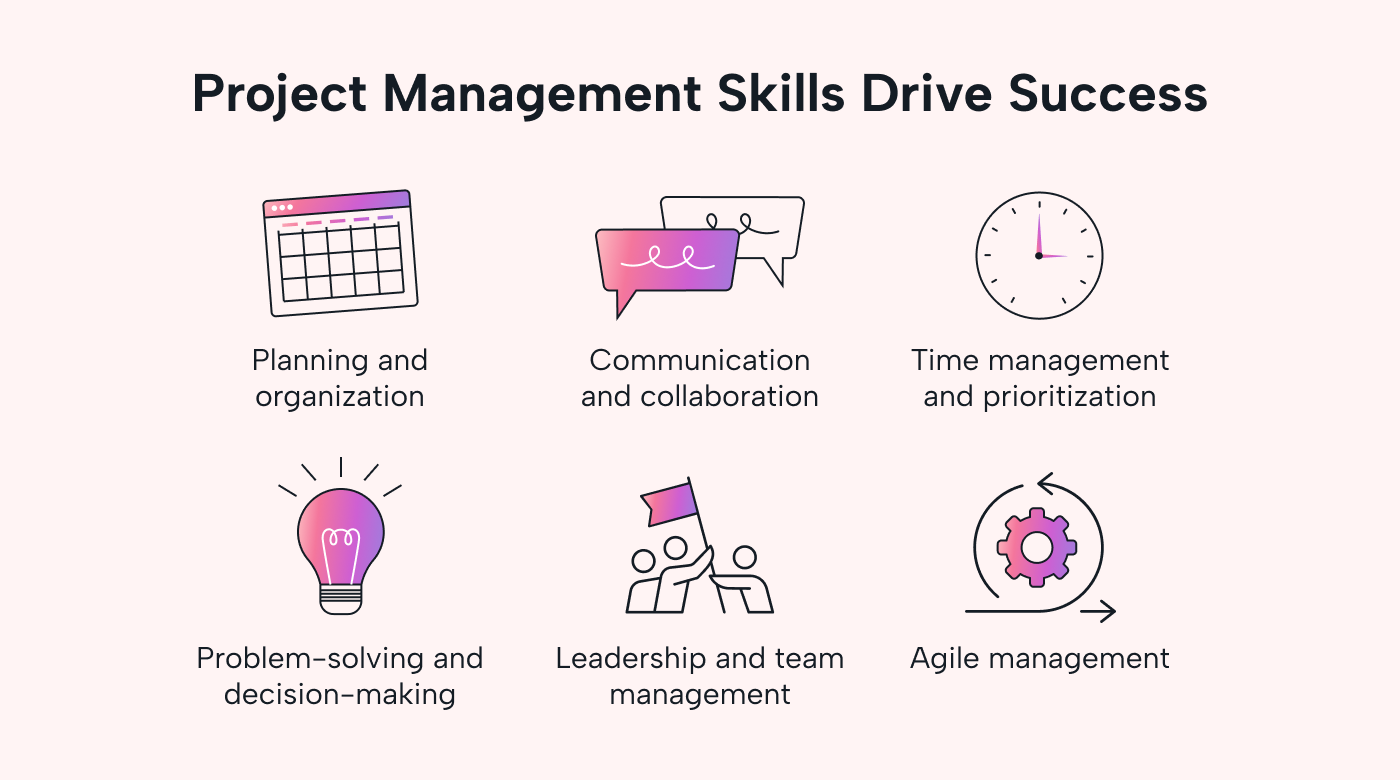 Project Management Skills Drive Success
Planning and
organization
Communication
and collaboration
Time management
and prioritization
Problem-solving and
decision-making
Leadership and team
management
Agile management